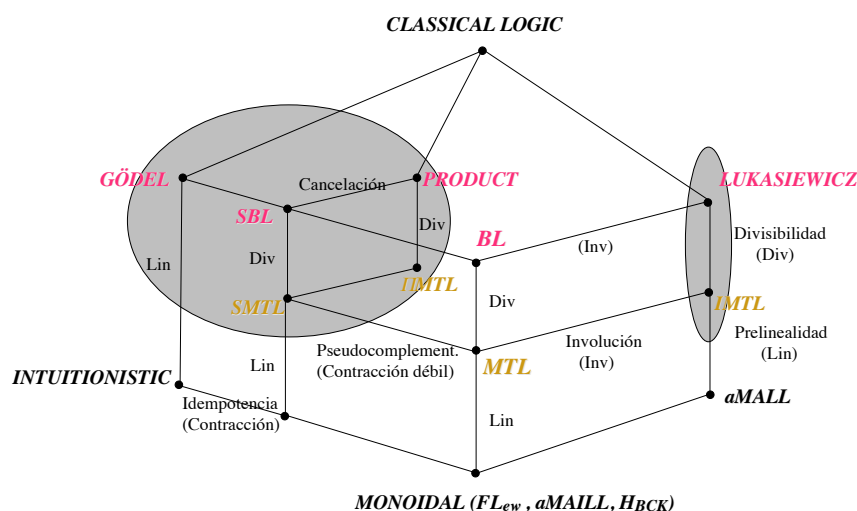 CLASSICAL LOGIC
GÖDEL
Cancelación
PRODUCT
LUKASIEWICZ
SBL
Div
BL
(Inv)
Divisibilidad
(Div)
Lin
Div
ΠMTL
SMTL
Div
IMTL
Pseudocomplement.
(Contracción débil)
MTL
Involución
(Inv)
Prelinealidad
(Lin)
Lin
INTUITIONISTIC
Idempotencia
(Contracción)
Lin
aMALL
MONOIDAL (FLew , aMAILL, HBCK)